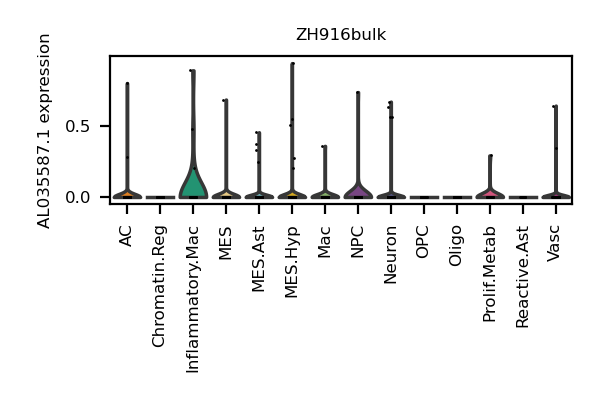 ZH916bulk
AL035587.1 expression
0.5
0.0
AC
Chromatin.Reg
Inflammatory.Mac
MES
MES.Ast
MES.Hyp
Mac
NPC
Neuron
OPC
Oligo
Prolif.Metab
Reactive.Ast
Vasc